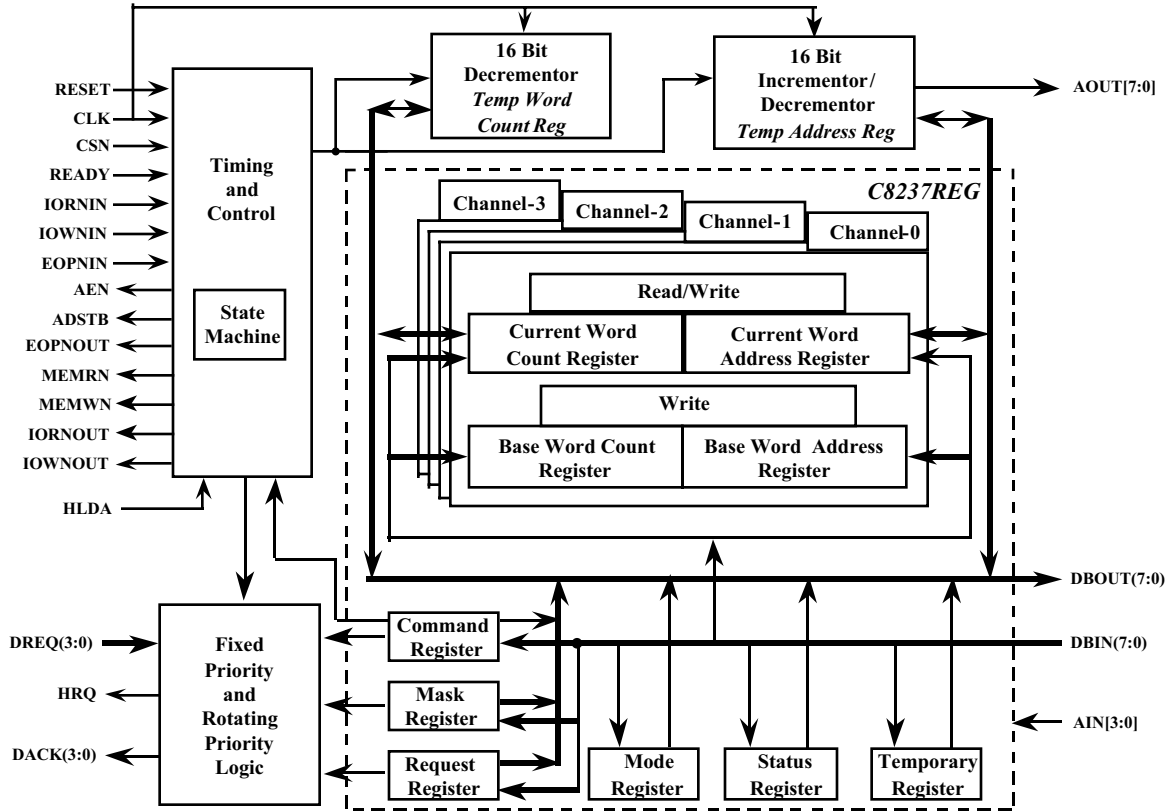 16 Bit
Decrementor
Temp Word
Count Reg
16 Bit
Incrementor/
Decrementor
Temp Address Reg
AOUT[7:0]
RESET
CLK
CSN
READY
IORNIN
IOWNIN
EOPNIN
AEN
ADSTB
EOPNOUT
MEMRN
MEMWN
IORNOUT
IOWNOUT
HLDA
Timing
and
Control
State
Machine
C8237REG
Channel-3
Channel-2
Channel-1
Channel-0
Read/Write
Current Word
Count Register
Current Word
Address Register
Write
Base Word Count
Register
Base Word Address
Register
DBOUT(7:0)
DBIN(7:0)
AIN[3:0]
DREQ(3:0)
HRQ
DACK(3:0)
Fixed
Priority
and
Rotating
Priority
Logic
Command
Register
Mask
Register
Request
Register
Mode
Register
Status
Register
Temporary
Register